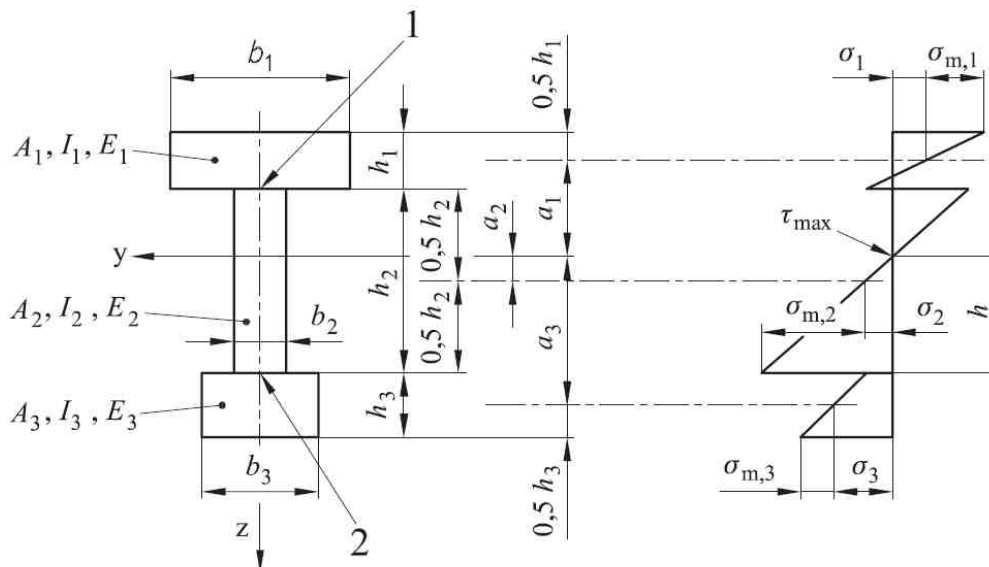 1
b₁
0,5 h₁
σ₁
σm,1
A₁, I₁, E₁
h₁
a₂
a₁
0,5 h₂
τmax
y
h₂
A₂, I₂ , E₂
b₂
0,5 h₂
a₃
σm,2
σ₂
h
A₃, I₃ , E₃
h₃
b₃
0,5 h₃
σm,3
σ₃
z
2